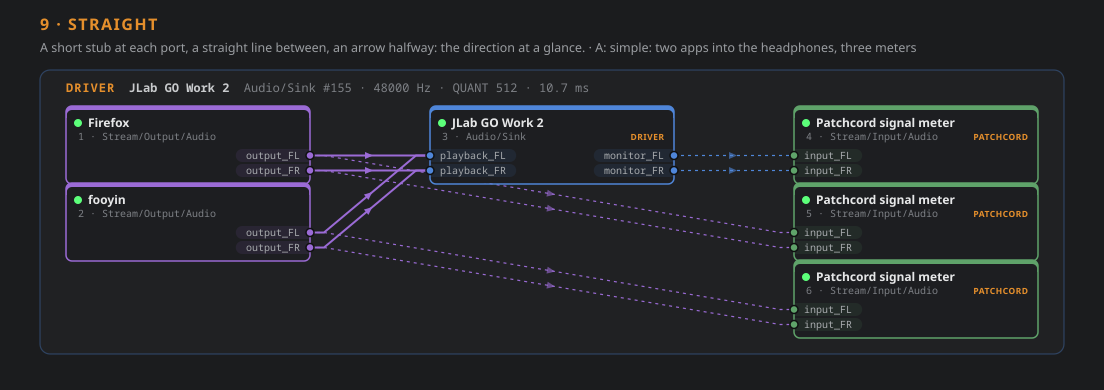 9 · STRAIGHT
A short stub at each port, a straight line between, an arrow halfway: the direction at a glance. · A: simple: two apps into the headphones, three meters
DRIVER JLab GO Work 2 Audio/Sink #155 · 48000 Hz · QUANT 512 · 10.7 ms
Firefox
1 · Stream/Output/Audio
output_FL
output_FR
fooyin
2 · Stream/Output/Audio
output_FL
output_FR
JLab GO Work 2
3 · Audio/Sink DRIVER
playback_FL monitor_FL
playback_FR monitor_FR
Patchcord signal meter
4 · Stream/Input/Audio PATCHCORD
input_FL
input_FR
Patchcord signal meter
5 · Stream/Input/Audio PATCHCORD
input_FL
input_FR
Patchcord signal meter
6 · Stream/Input/Audio PATCHCORD
input_FL
input_FR